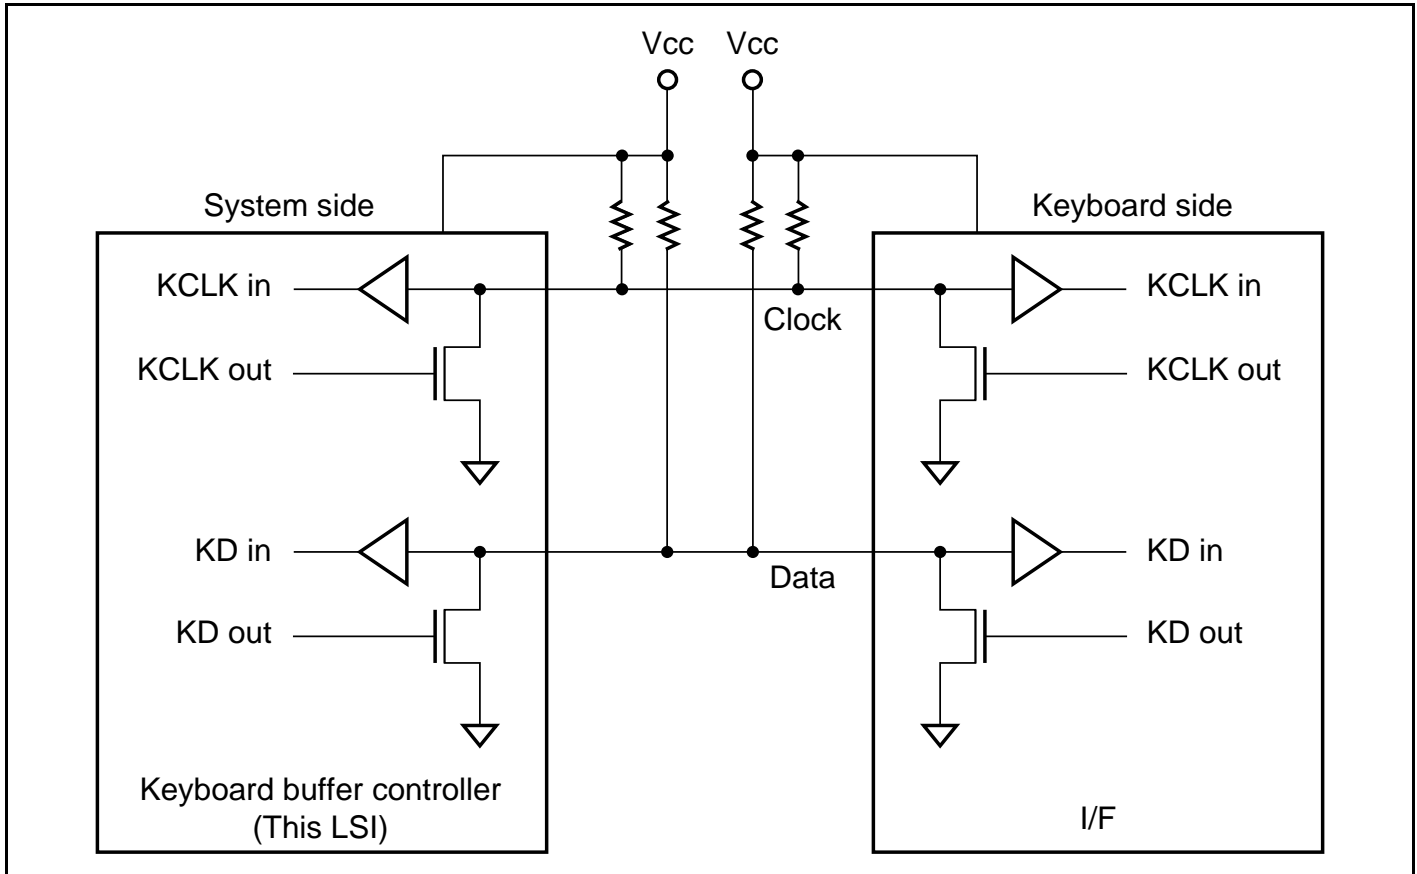 Vcc Vcc
System side
Keyboard side
KCLK in
KCLK in
Clock
KCLK out
KCLK out
KD in
KD in
Data
KD out
KD out
Keyboard buffer controller
(This LSI)
I/F